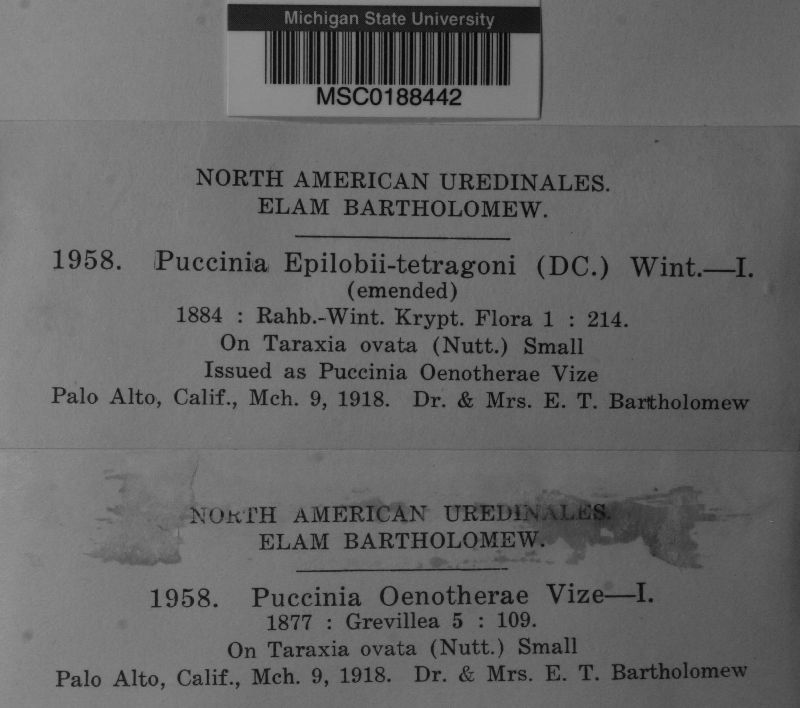 Michigan State University
MSC0188442
NORTH AMERICAN UREDINALES.
ELAM BARTHOLOMEW.
1958. Puccinia Epilobii-tetragoni (DC.) Wint.—I.
(emended)
1884 : Rahb.-Wint. Krypt. Flora 1 : 214.
On Taraxia ovata (Nutt.) Small
Issued as Puccinia Oenotherae Vize
Palo Alto, Calif., Mch. 9, 1918. Dr. & Mrs. E. T. Bartholomew
NORTH AMERICAN UREDINALES.
ELAM BARTHOLOMEW.
1958. Puccinia Oenotherae Vize—I.
1877 : Grevillea 5 : 109.
On Taraxia ovata (Nutt.) Small
Palo Alto, Calif., Mch. 9, 1918. Dr. & Mrs. E. T. Bartholomew